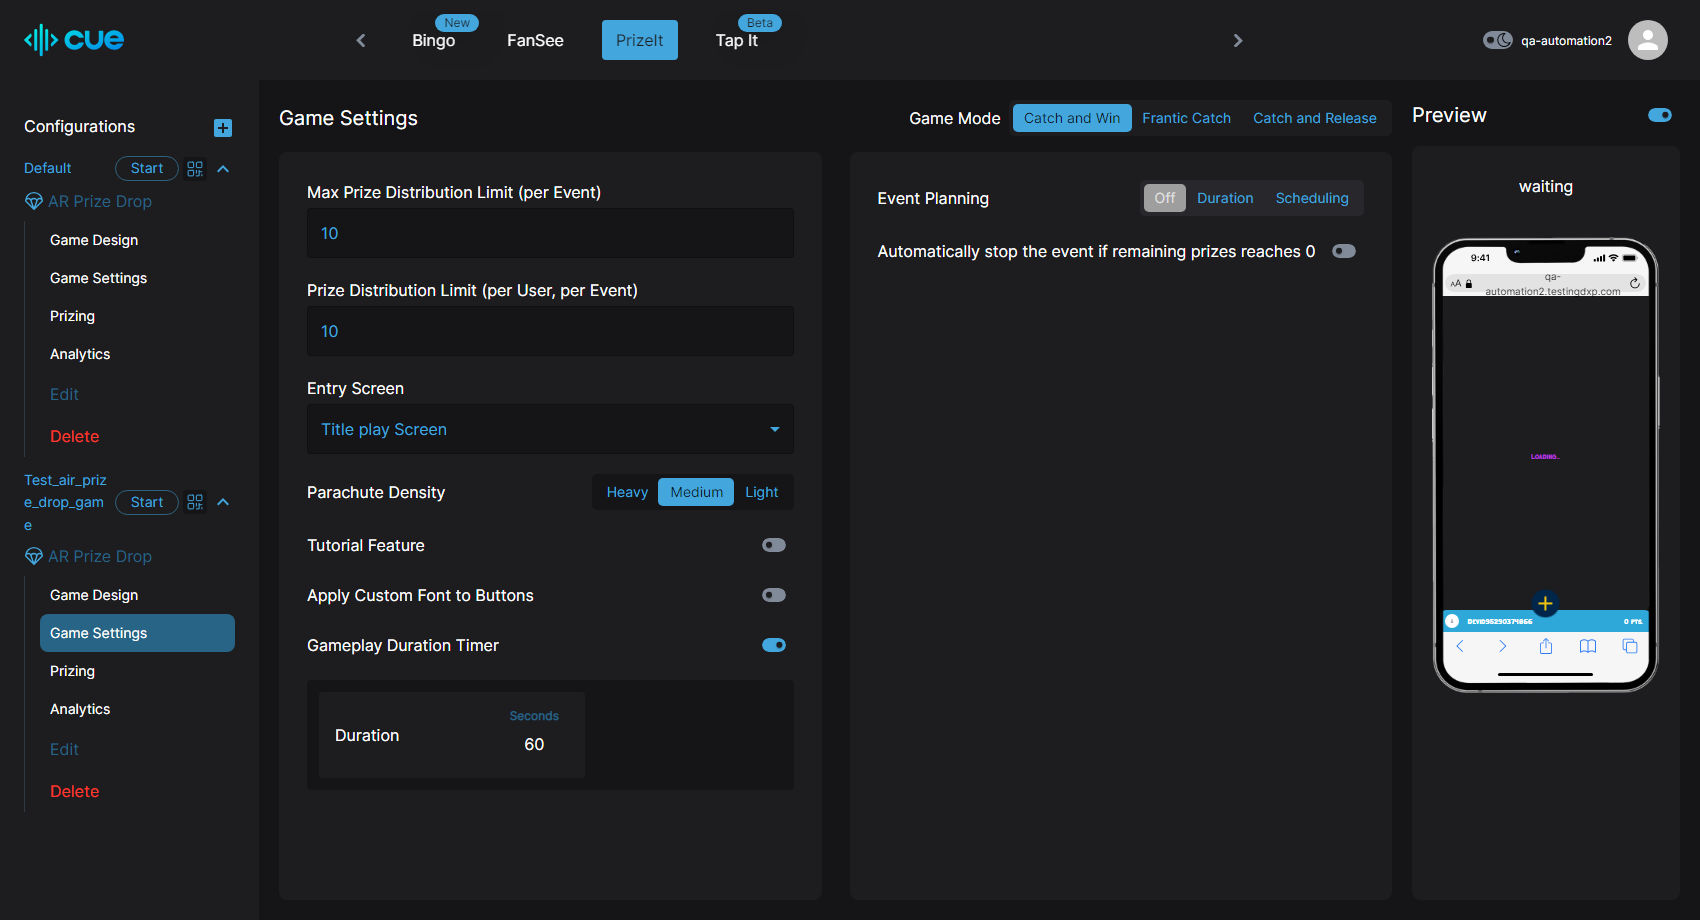 cue
New
Bingo
FanSee
PrizeIt
Beta
Tap It
qa-automation2
Configurations
Default
Start
AR Prize Drop
Game Design
Game Settings
Prizing
Analytics
Edit
Delete
Test_air_priz
e_drop_gam
e
Start
AR Prize Drop
Game Design
Game Settings
Prizing
Analytics
Edit
Delete
Game Settings
Game Mode
Catch and Win
Frantic Catch
Catch and Release
Max Prize Distribution Limit (per Event)
10
Prize Distribution Limit (per User, per Event)
10
Entry Screen
Title play Screen
Parachute Density
Heavy
Medium
Light
Tutorial Feature
Apply Custom Font to Buttons
Gameplay Duration Timer
Duration
Seconds
60
Event Planning
Off
Duration
Scheduling
Automatically stop the event if remaining prizes reaches 0
Preview
waiting
9:41
AA
qa-
automation2.testingdxp.com
LOADING...
0 PTS.